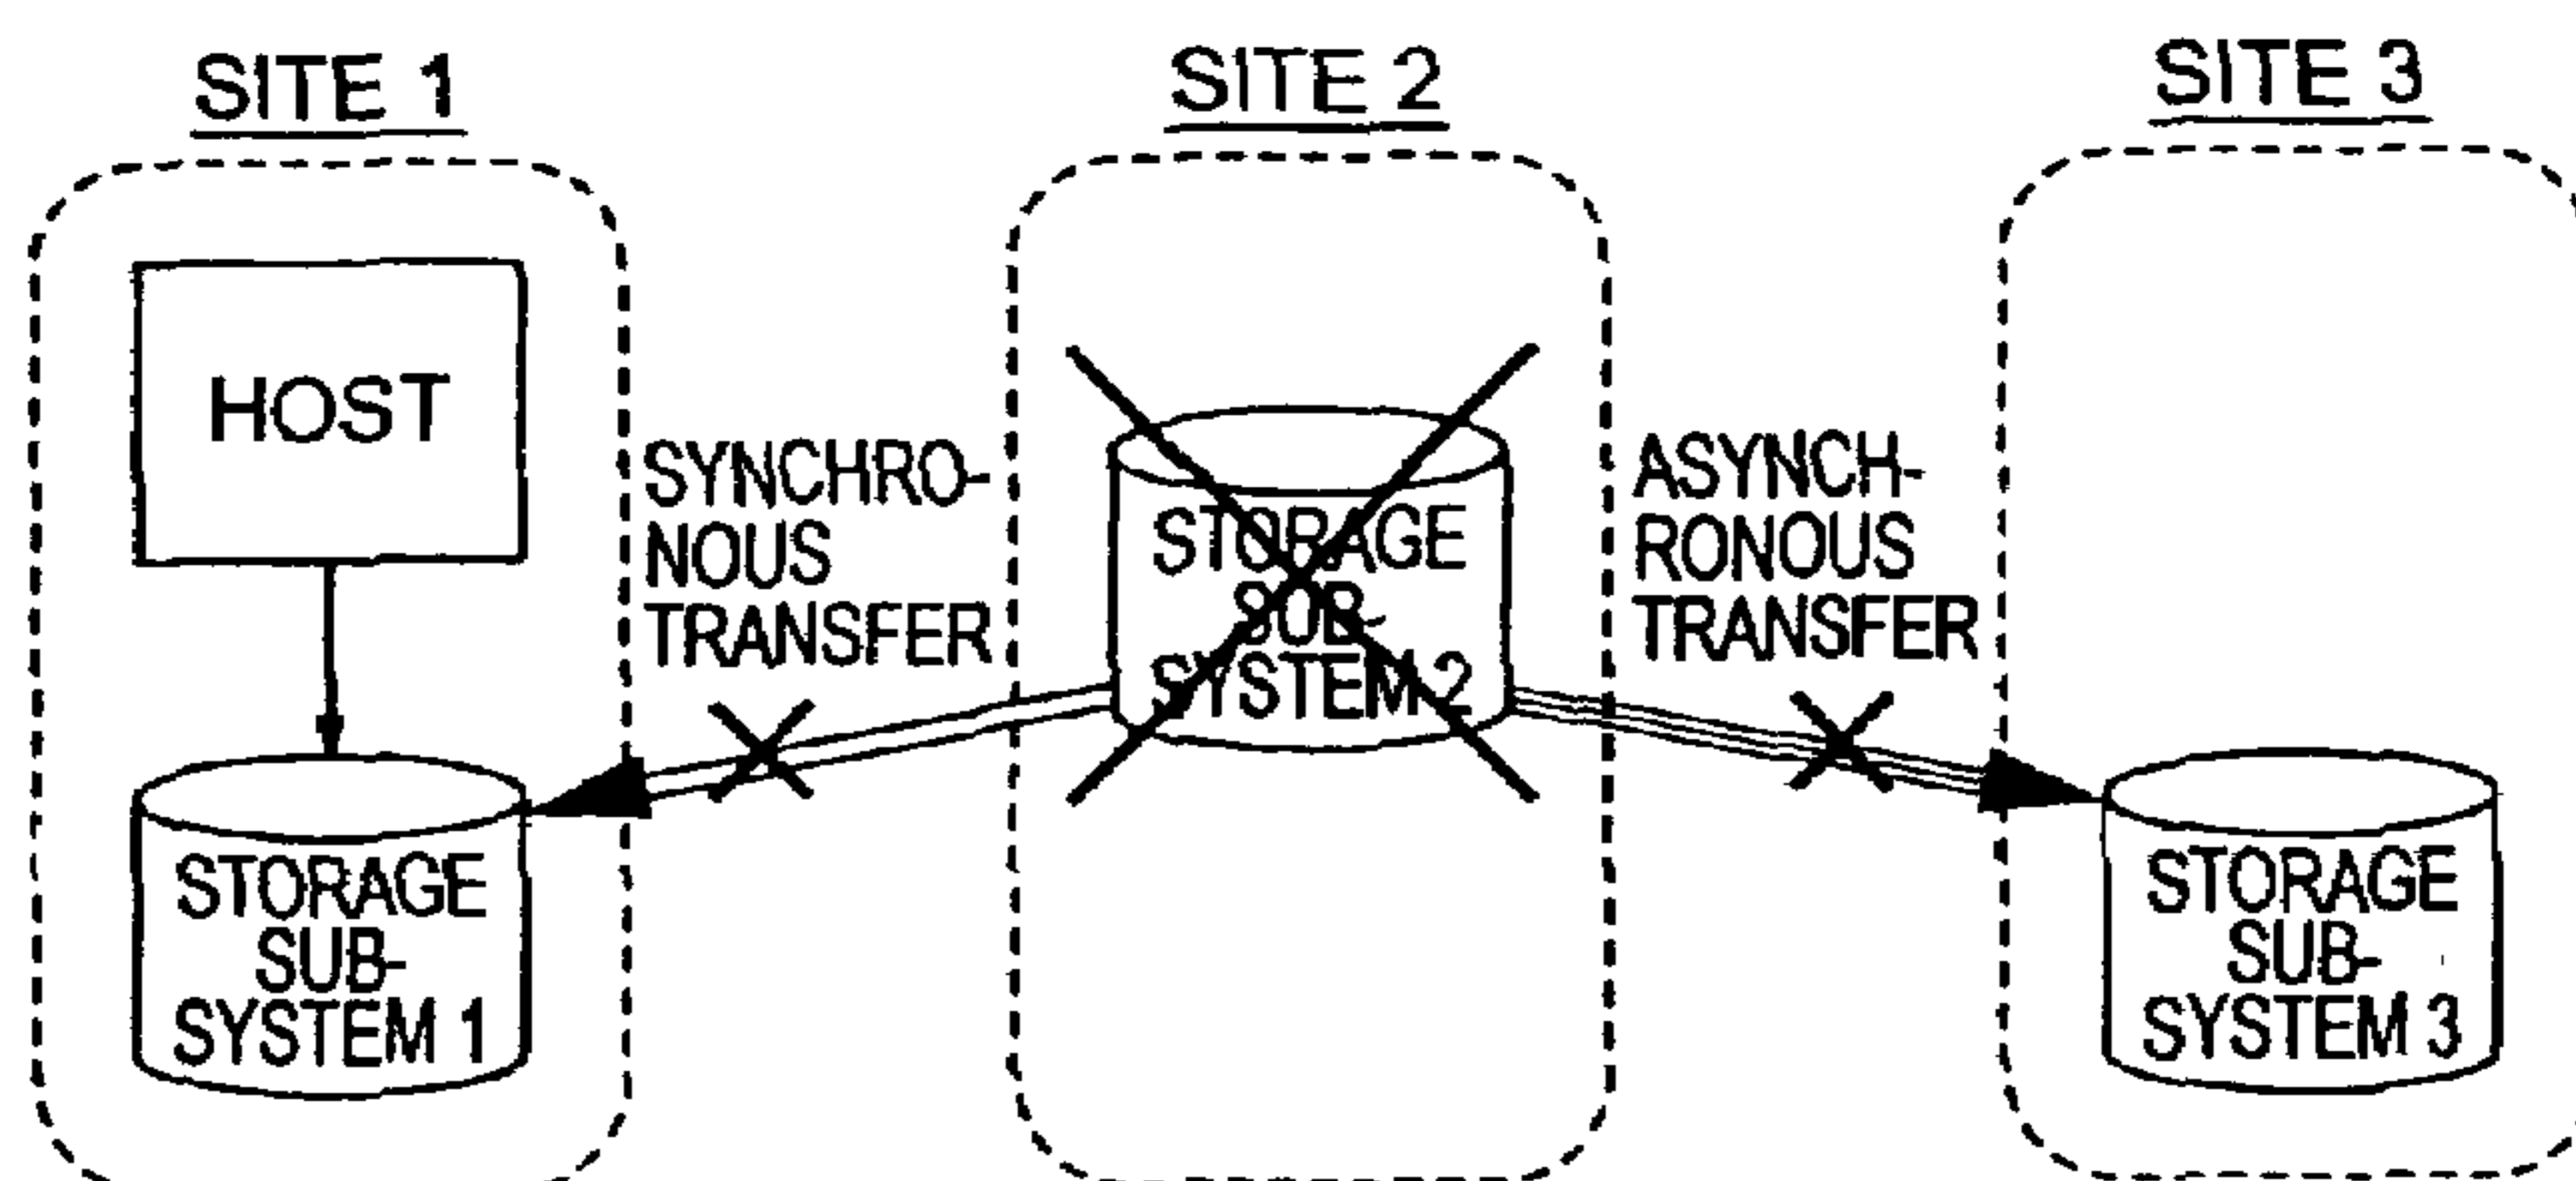 SITE 1
SITE 2
SITE 3
HOST
SYNCHRO-
NOUS
TRANSFER
STORAGE
SUB-
SYSTEM 2
ASYNCH-
RONOUS
TRANSFER
STORAGE
SUB-
SYSTEM 1
STORAGE
SUB-
SYSTEM 3